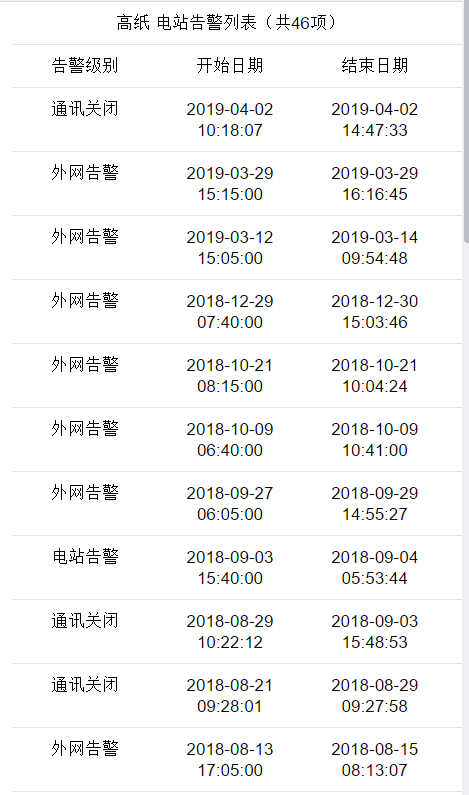 高纸 电站告警列表（共46项）
告警级别 开始日期 结束日期
通讯关闭 2019-04-02 2019-04-02
10:18:07 14:47:33
外网告警 2019-03-29 2019-03-29
15:15:00 16:16:45
外网告警 2019-03-12 2019-03-14
15:05:00 09:54:48
外网告警 2018-12-29 2018-12-30
07:40:00 15:03:46
外网告警 2018-10-21 2018-10-21
08:15:00 10:04:24
外网告警 2018-10-09 2018-10-09
06:40:00 10:41:00
外网告警 2018-09-27 2018-09-29
06:05:00 14:55:27
电站告警 2018-09-03 2018-09-04
15:40:00 05:53:44
通讯关闭 2018-08-29 2018-09-03
10:22:12 15:48:53
通讯关闭 2018-08-21 2018-08-29
09:28:01 09:27:58
外网告警 2018-08-13 2018-08-15
17:05:00 08:13:07